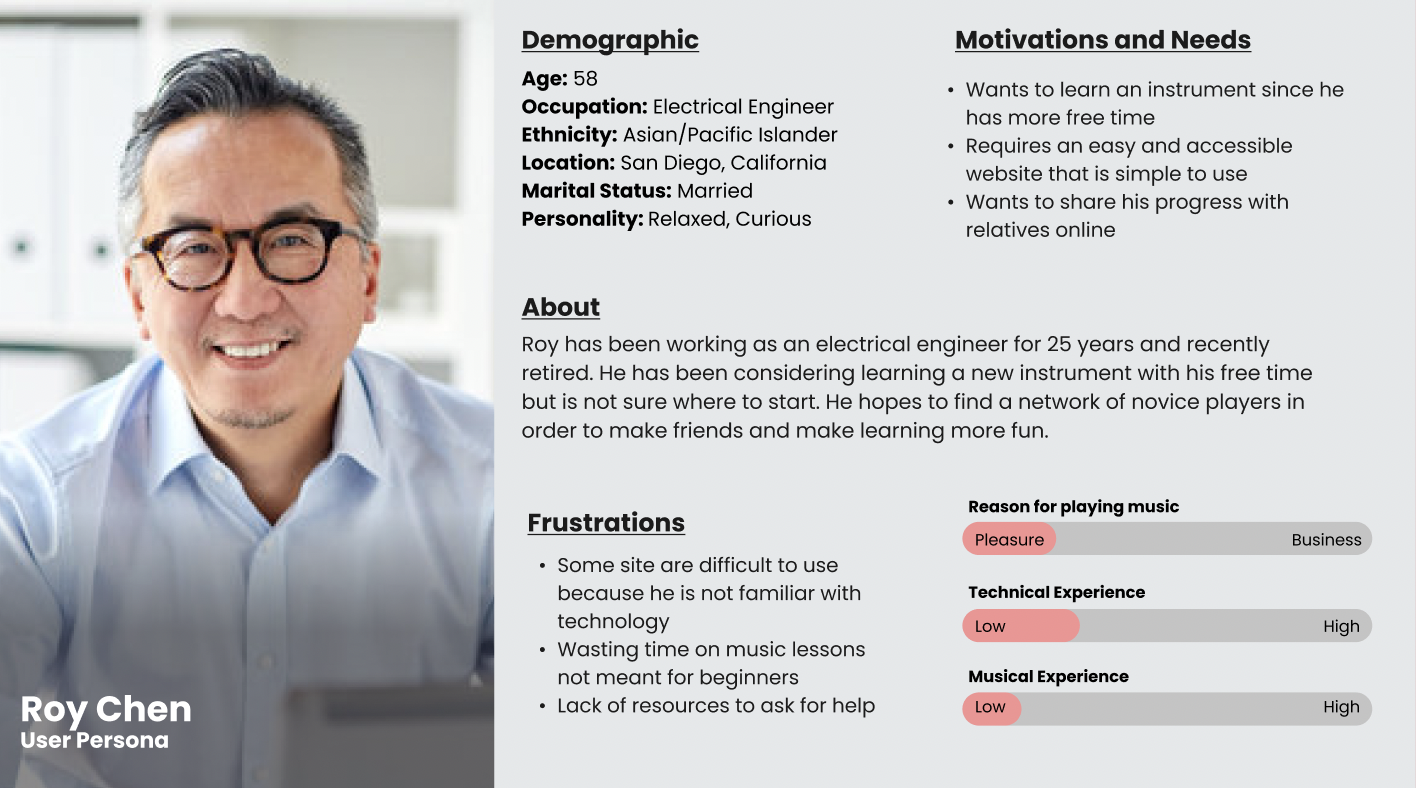 Demographic
Age: 58
Occupation: Electrical Engineer
Ethnicity: Asian/Pacific Islander
Location: San Diego, California
Marital Status: Married
Personality: Relaxed, Curious
Motivations and Needs
• Wants to learn an instrument since he
has more free time
• Requires an easy and accessible
website that is simple to use
• Wants to share his progress with
relatives online
About
Roy has been working as an electrical engineer for 25 years and recently
retired. He has been considering learning a new instrument with his free time
but is not sure where to start. He hopes to find a network of novice players in
order to make friends and make learning more fun.
Frustrations
• Some site are difficult to use
because he is not familiar with
technology
• Wasting time on music lessons
not meant for beginners
• Lack of resources to ask for help
Reason for playing music
Pleasure Business
Technical Experience
Low High
Musical Experience
Low High
Roy Chen
User Persona